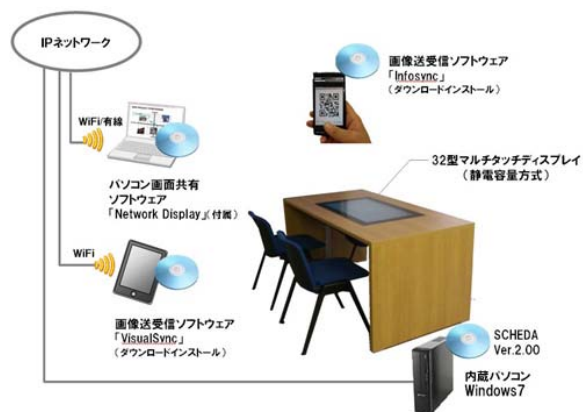 IPネットワーク
画像送受信ソフトウェア
「Infosync」
（ダウンロードインストール）
WiFi/有線
パソコン画面共有
ソフトウェア
「Network Display」（付属）
32型マルチタッチディスプレイ
（静電容量方式）
WiFi
画像送受信ソフトウェア
「VisualSync」
（ダウンロードインストール）
SCHEDA
Ver.2.00
内蔵パソコン
Windows7